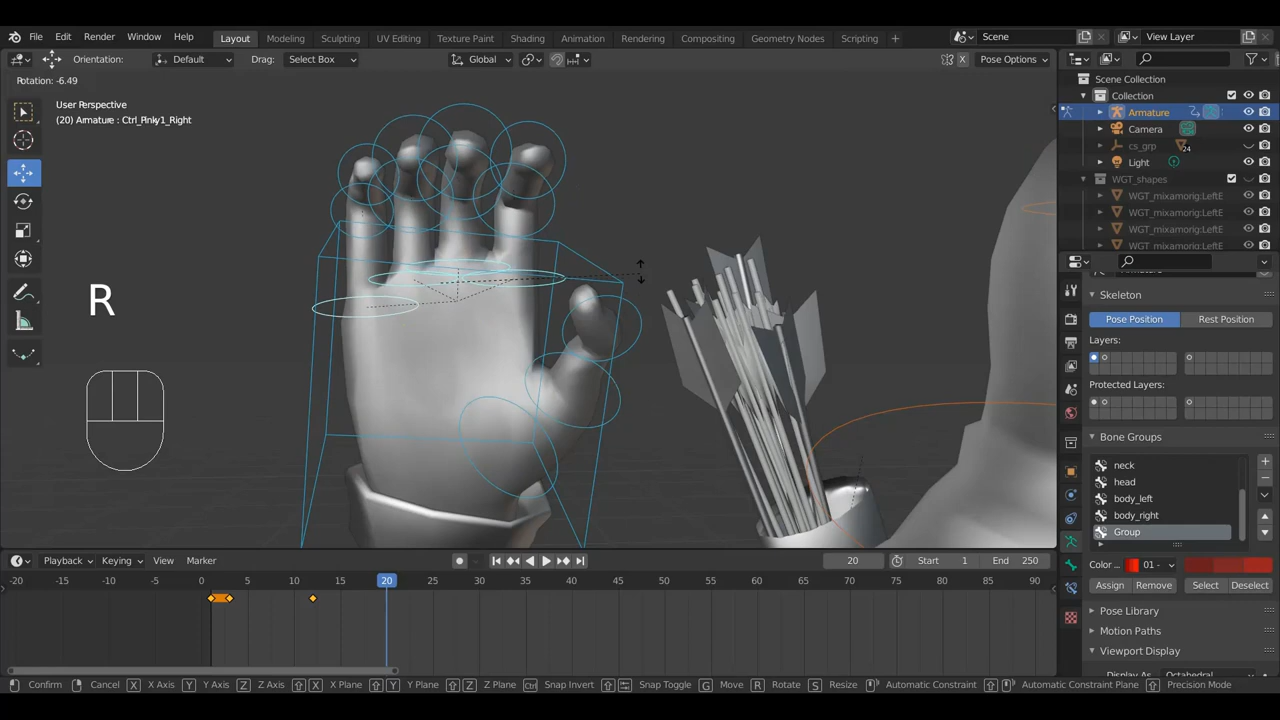 File Edit Render Window Help Layout Modeling Sculpting UV Editing Texture Paint Shading Animation Rendering Compositing Geometry Nodes Scripting + Scene View Layer
Orientation: Default Drag: Select Box Global X Pose Options
Rotation: -6.49
User Perspective
(20) Armature : Ctrl_Pinky1_Right
R
Scene Collection
Collection
Armature
Camera
cs_grp 24
Light
WGT_shapes
WGT_mixamorig:LeftE
WGT_mixamorig:LeftE
WGT_mixamorig:LeftE
WGT_mixamorig:LeftE
Skeleton
Pose Position Rest Position
Layers:
Protected Layers:
Bone Groups
neck
head
body_left
body_right
Group
Color ... 01 -
Assign Remove Select Deselect
Pose Library
Motion Paths
Viewport Display
Playback Keying View Marker 20 Start 1 End 250
-20 -15 -10 -5 0 5 10 15 20 25 30 35 40 45 50 55 60 65 70 75 80 85 90
Confirm Cancel X X Axis Y Y Axis Z Z Axis X X Plane Y Y Plane Z Z Plane Ctrl Snap Invert Snap Toggle G Move R Rotate S Resize Automatic Constraint Automatic Constraint Plane Precision Mode